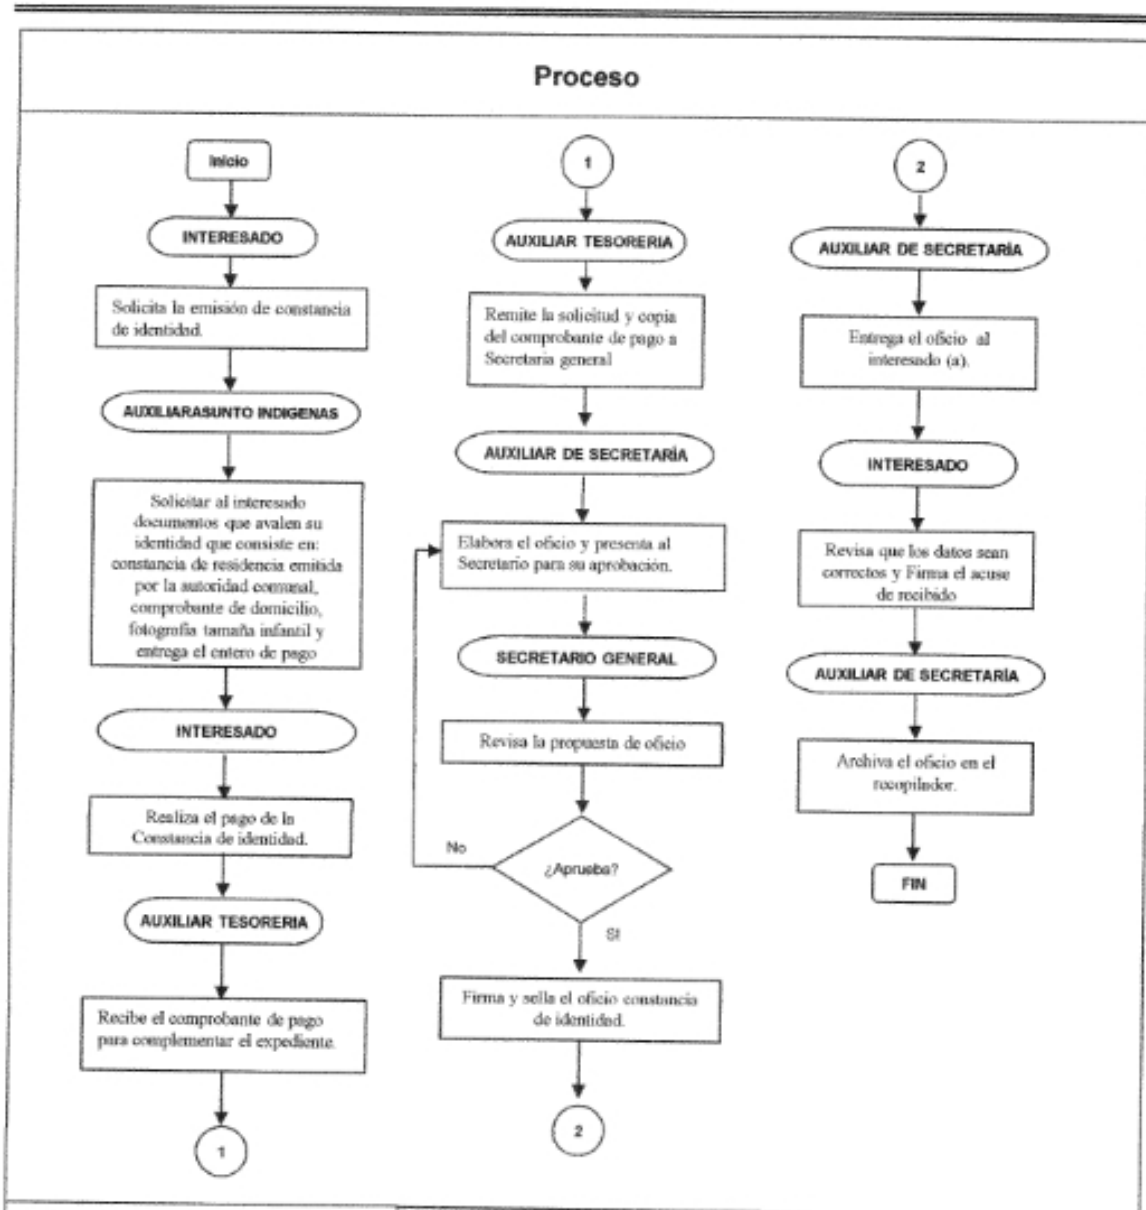 Proceso
Inicio
INTERESADO
Solicita la emisión de constancia
de identidad.
AUXILIARASUNTO INDIGENAS
Solicitar al interesado
documentos que avalen su
identidad que consiste en:
constancia de residencia emitida
por la autoridad comunal,
comprobante de domicilio,
fotografía tamaña infantil y
entrega el entero de pago
INTERESADO
Realiza el pago de la
Constancia de identidad.
AUXILIAR TESORERIA
Recibe el comprobante de pago
para complementar el expediente.
1
1
AUXILIAR TESORERIA
Remite la solicitud y copia
del comprobante de pago a
Secretaria general
AUXILIAR DE SECRETARÍA
Elabora el oficio y presenta al
Secretario para su aprobación.
SECRETARIO GENERAL
Revisa la propuesta de oficio
¿Aprueba?
No
SI
Firma y sella el oficio constancia
de identidad.
2
2
AUXILIAR DE SECRETARÍA
Entrega el oficio al
interesado (a).
INTERESADO
Revisa que los datos sean
correctos y Firma el acuse
de recibido
AUXILIAR DE SECRETARÍA
Archiva el oficio en el
recopilador.
FIN